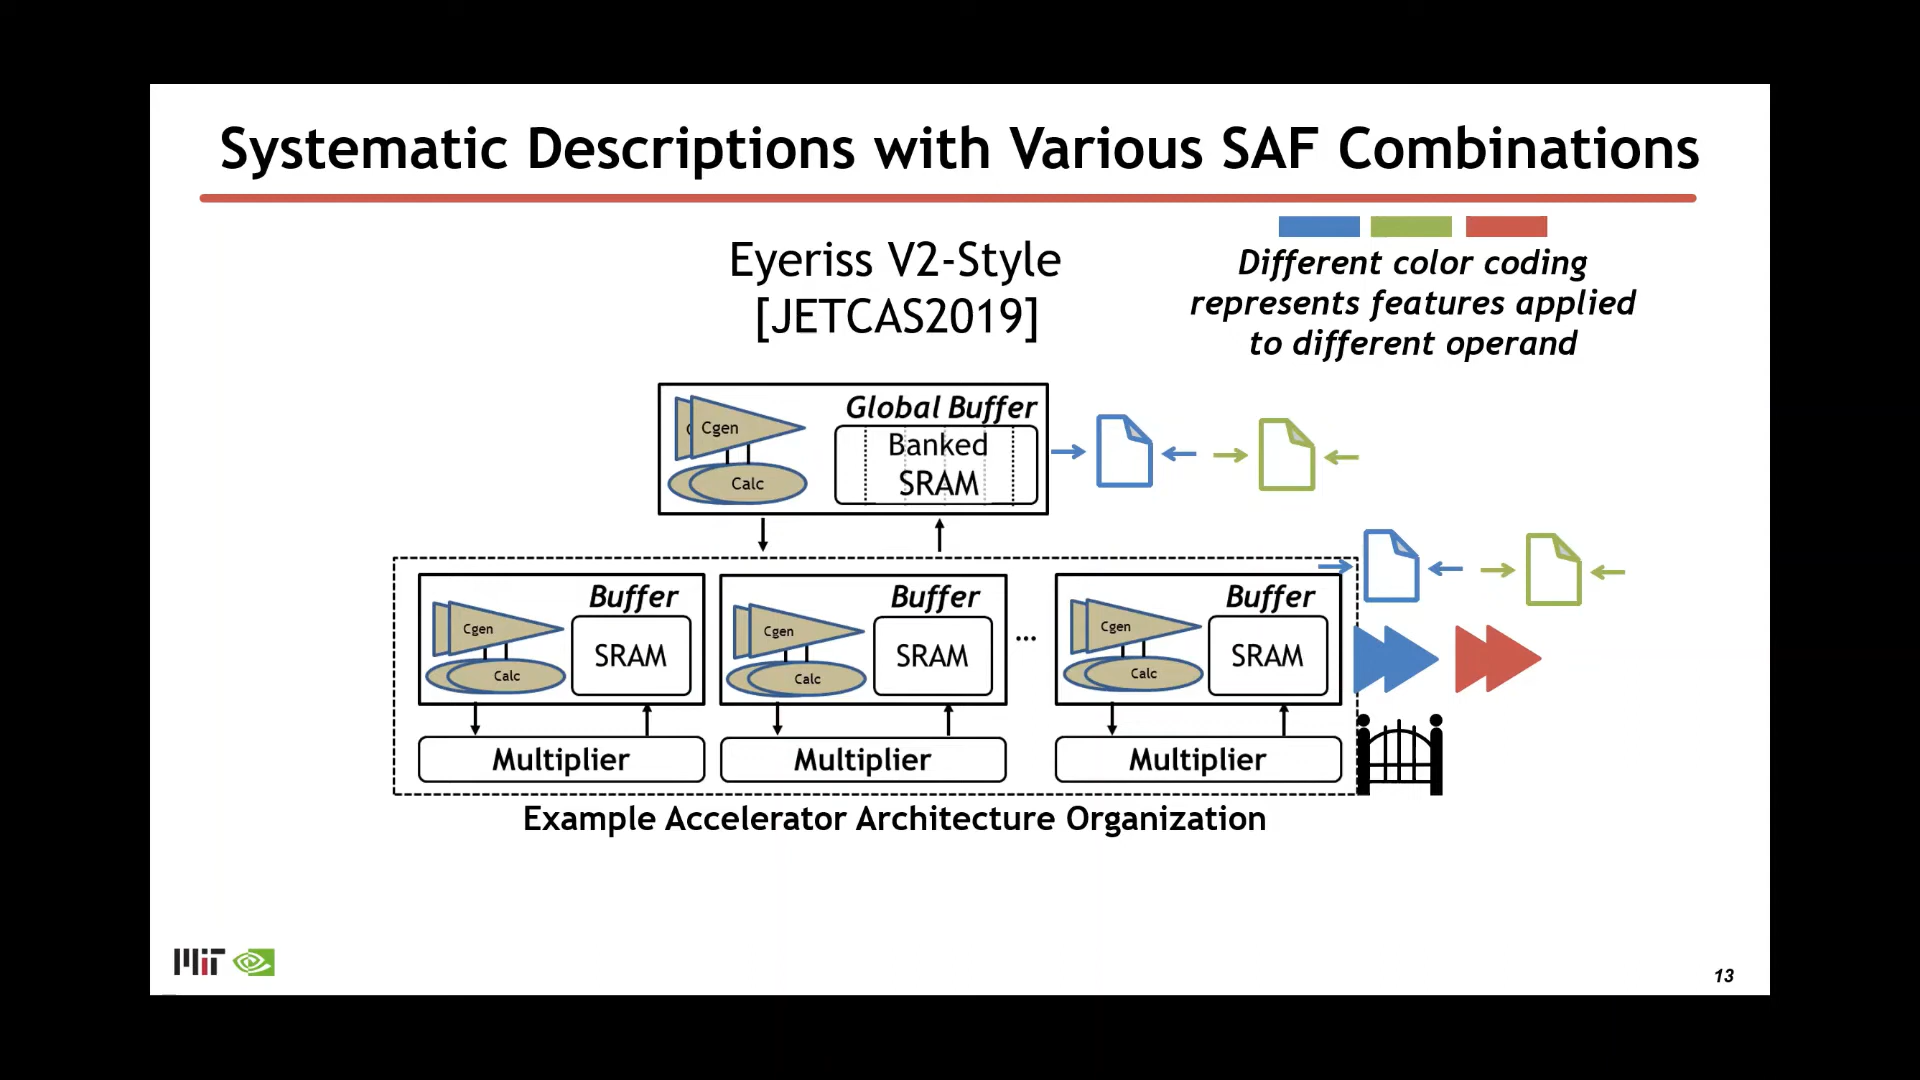 Systematic Descriptions with Various SAF Combinations
Eyeriss V2-Style
[JETCAS2019]
Different color coding
represents features applied
to different operand
Global Buffer
Cgen
Calc
Banked
SRAM
Buffer
Cgen
Calc
SRAM
Multiplier
Buffer
Cgen
Calc
SRAM
Multiplier
...
Buffer
Cgen
Calc
SRAM
Multiplier
Example Accelerator Architecture Organization
MIT
13